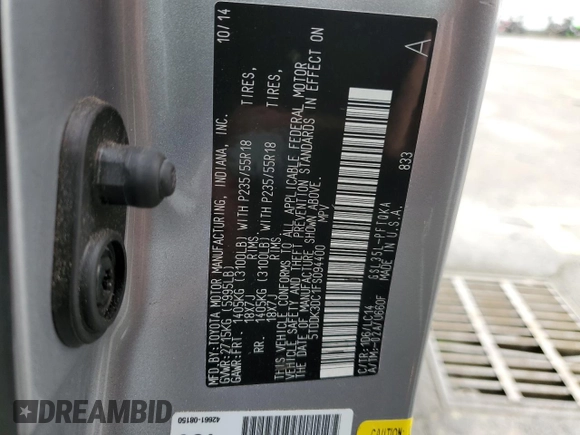 MFD.BY:TOYOTA MOTOR MANUFACTURING, INDIANA, INC. 10/14
GVWR:2715KG (5995LB)
GAWR:FRT. 1405KG (3100LB) WITH P235/55R18 TIRES,
18X7J RIMS
RR. 1405KG (3100LB) WITH P235/55R18 TIRES,
18X7J RIMS.
THIS VEHICLE CONFORMS TO ALL APPLICABLE FEDERAL MOTOR
VEHICLE SAFETY AND THEFT PREVENTION STANDARDS IN EFFECT ON
THE DATE OF MANUFACTURE SHOWN ABOVE.
5TDDK3DC1FS094400 MPV
A
C/TR:1D6/LC14 GSL35L-PFTQKA 833
A/TM:-01A/U660F MADE IN U.S.A.
42661-08150
CAUTION:
DREAMBID